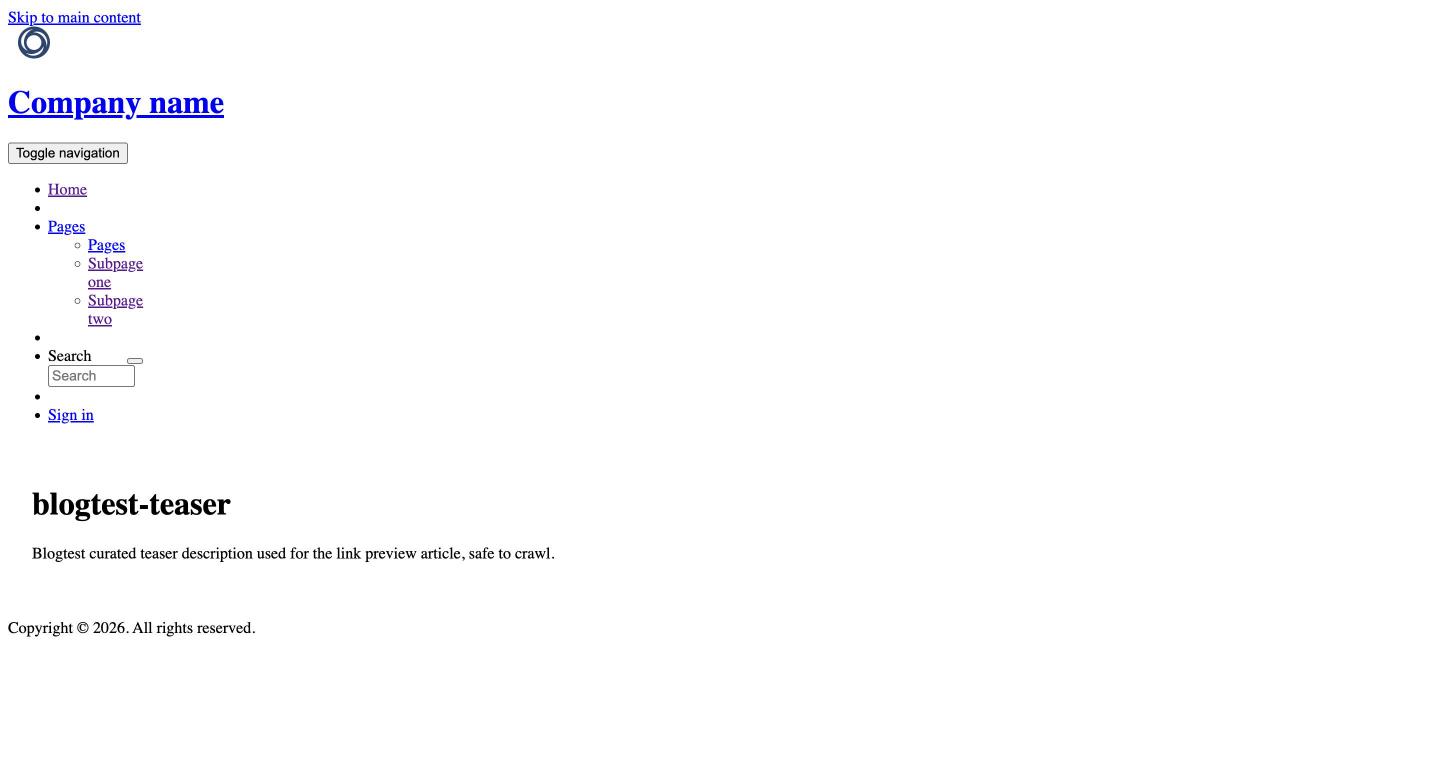 Skip to main content
Company name
Toggle navigation
Home
Pages
Pages
Subpage
one
Subpage
two
Search
Search
Sign in
blogtest-teaser
Blogtest curated teaser description used for the link preview article, safe to crawl.
Copyright © 2026. All rights reserved.